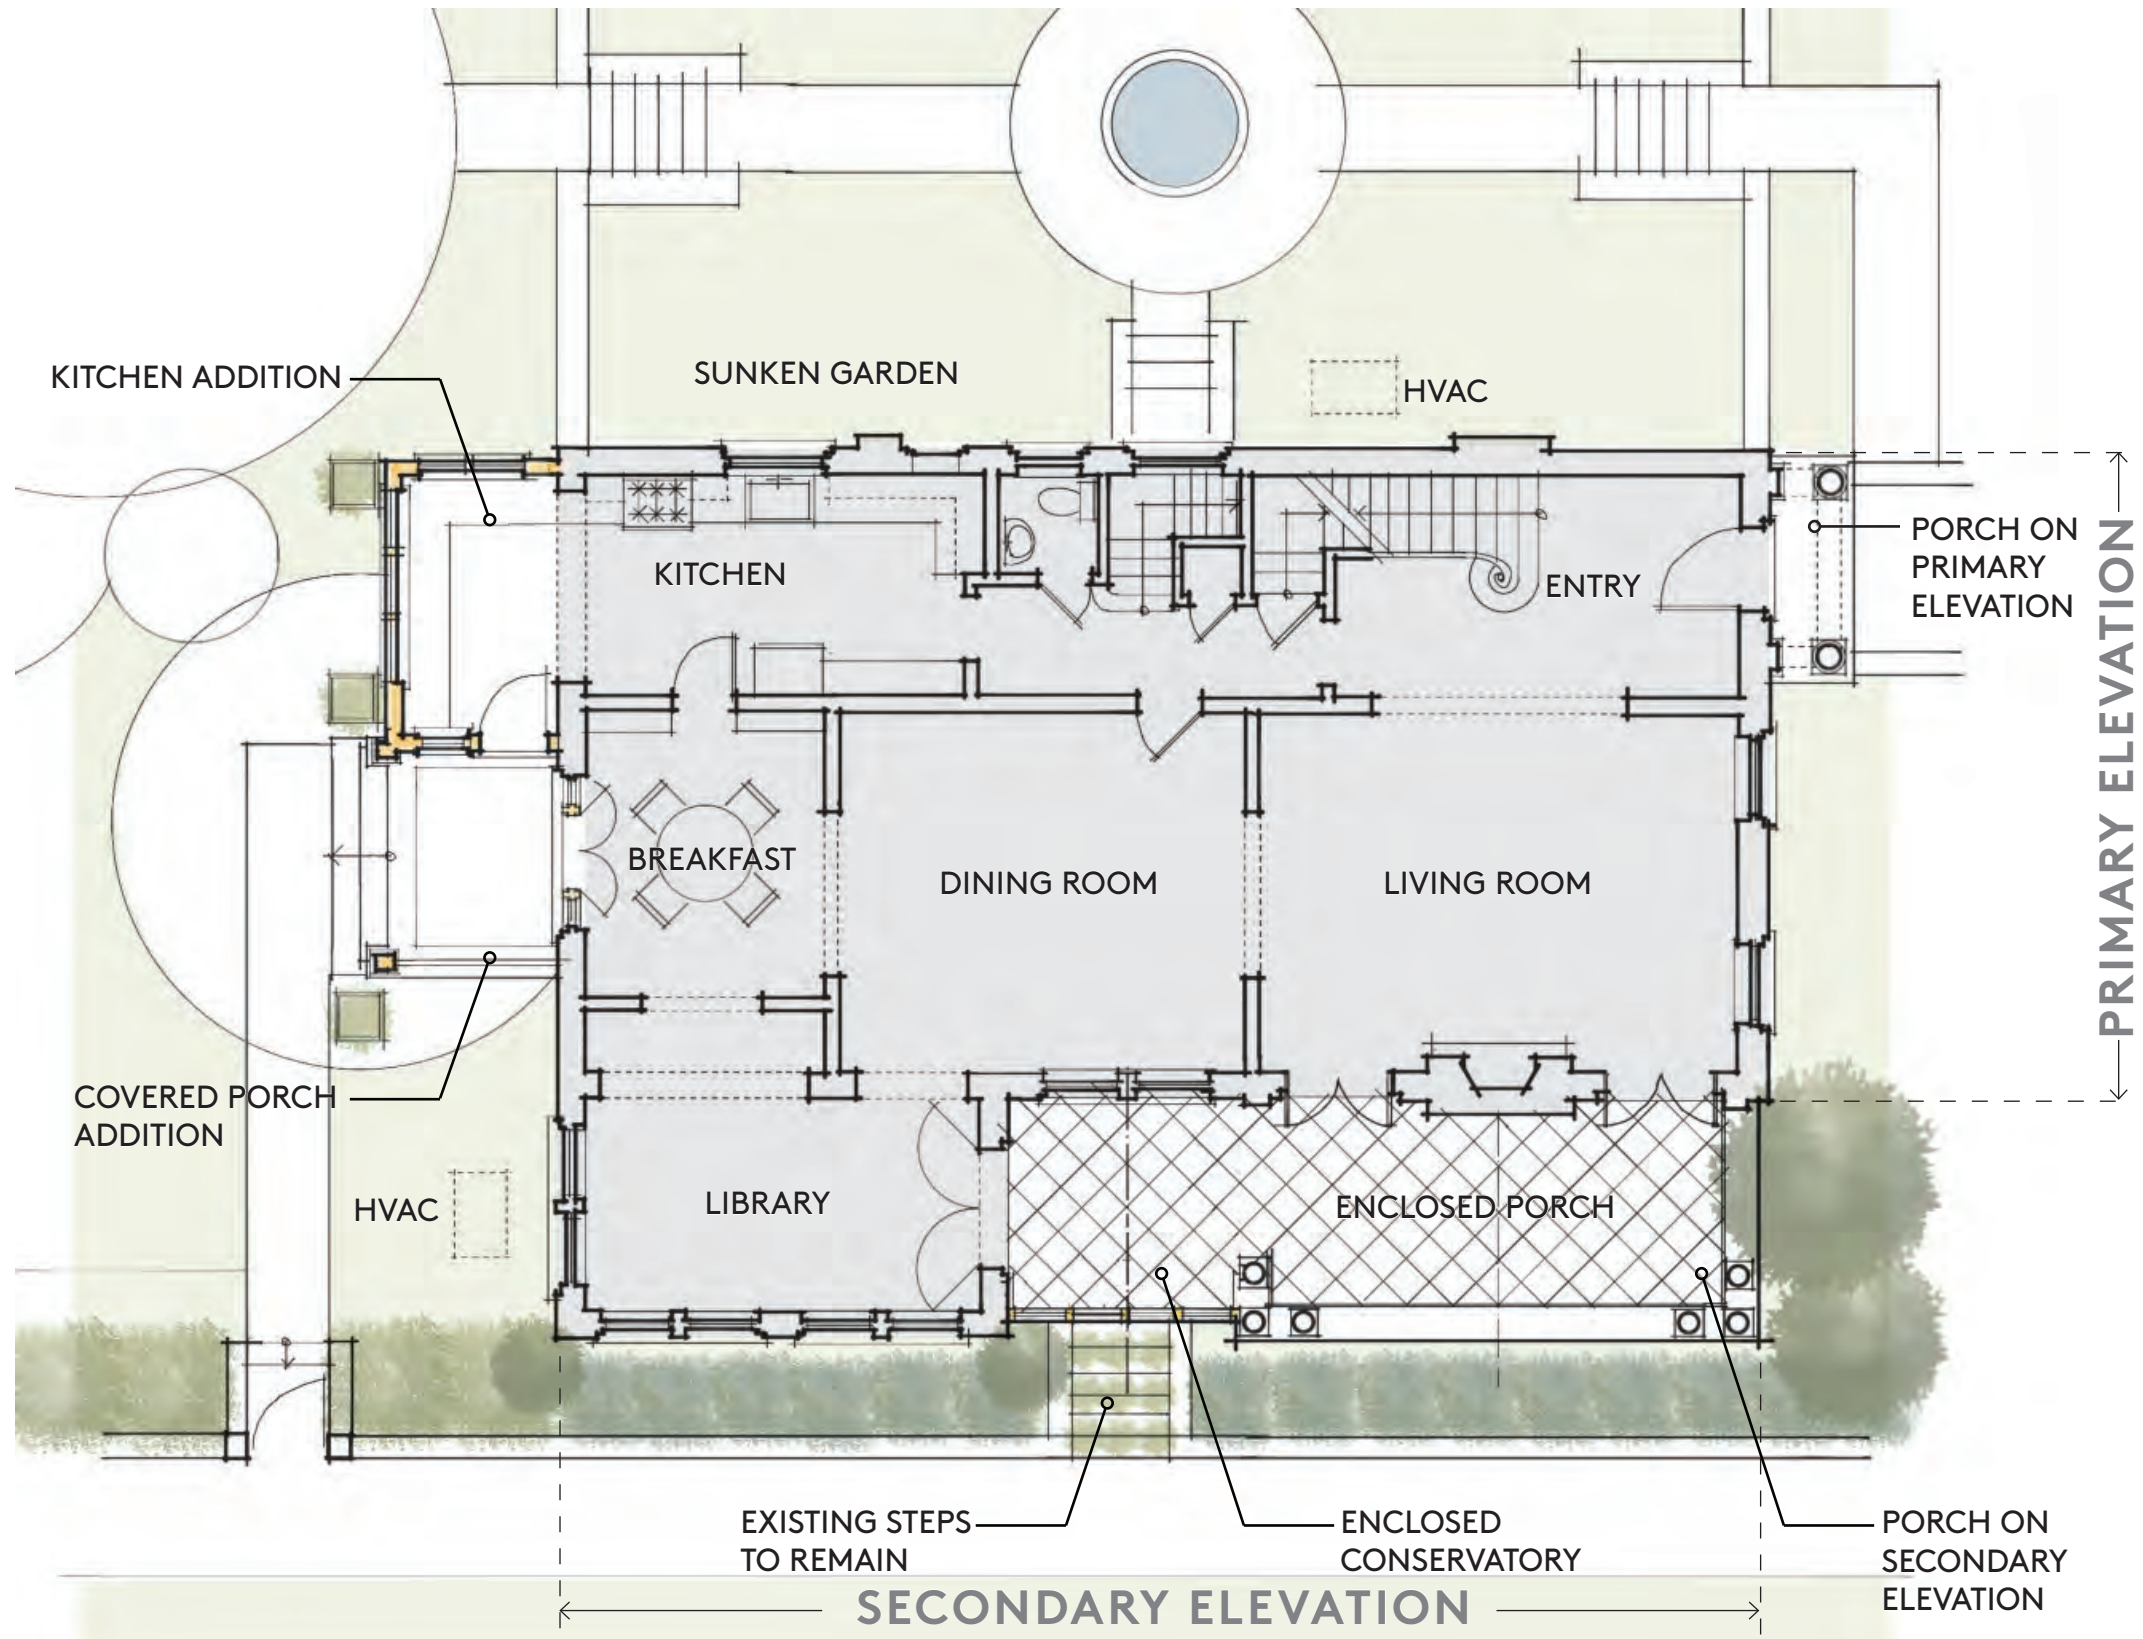 KITCHEN ADDITION
SUNKEN GARDEN
HVAC
PORCH ON
PRIMARY
ELEVATION
KITCHEN
ENTRY
PRIMARY ELEVATION
BREAKFAST
DINING ROOM
LIVING ROOM
COVERED PORCH
ADDITION
HVAC
LIBRARY
ENCLOSED PORCH
EXISTING STEPS
TO REMAIN
ENCLOSED
CONSERVATORY
PORCH ON
SECONDARY
ELEVATION
SECONDARY ELEVATION